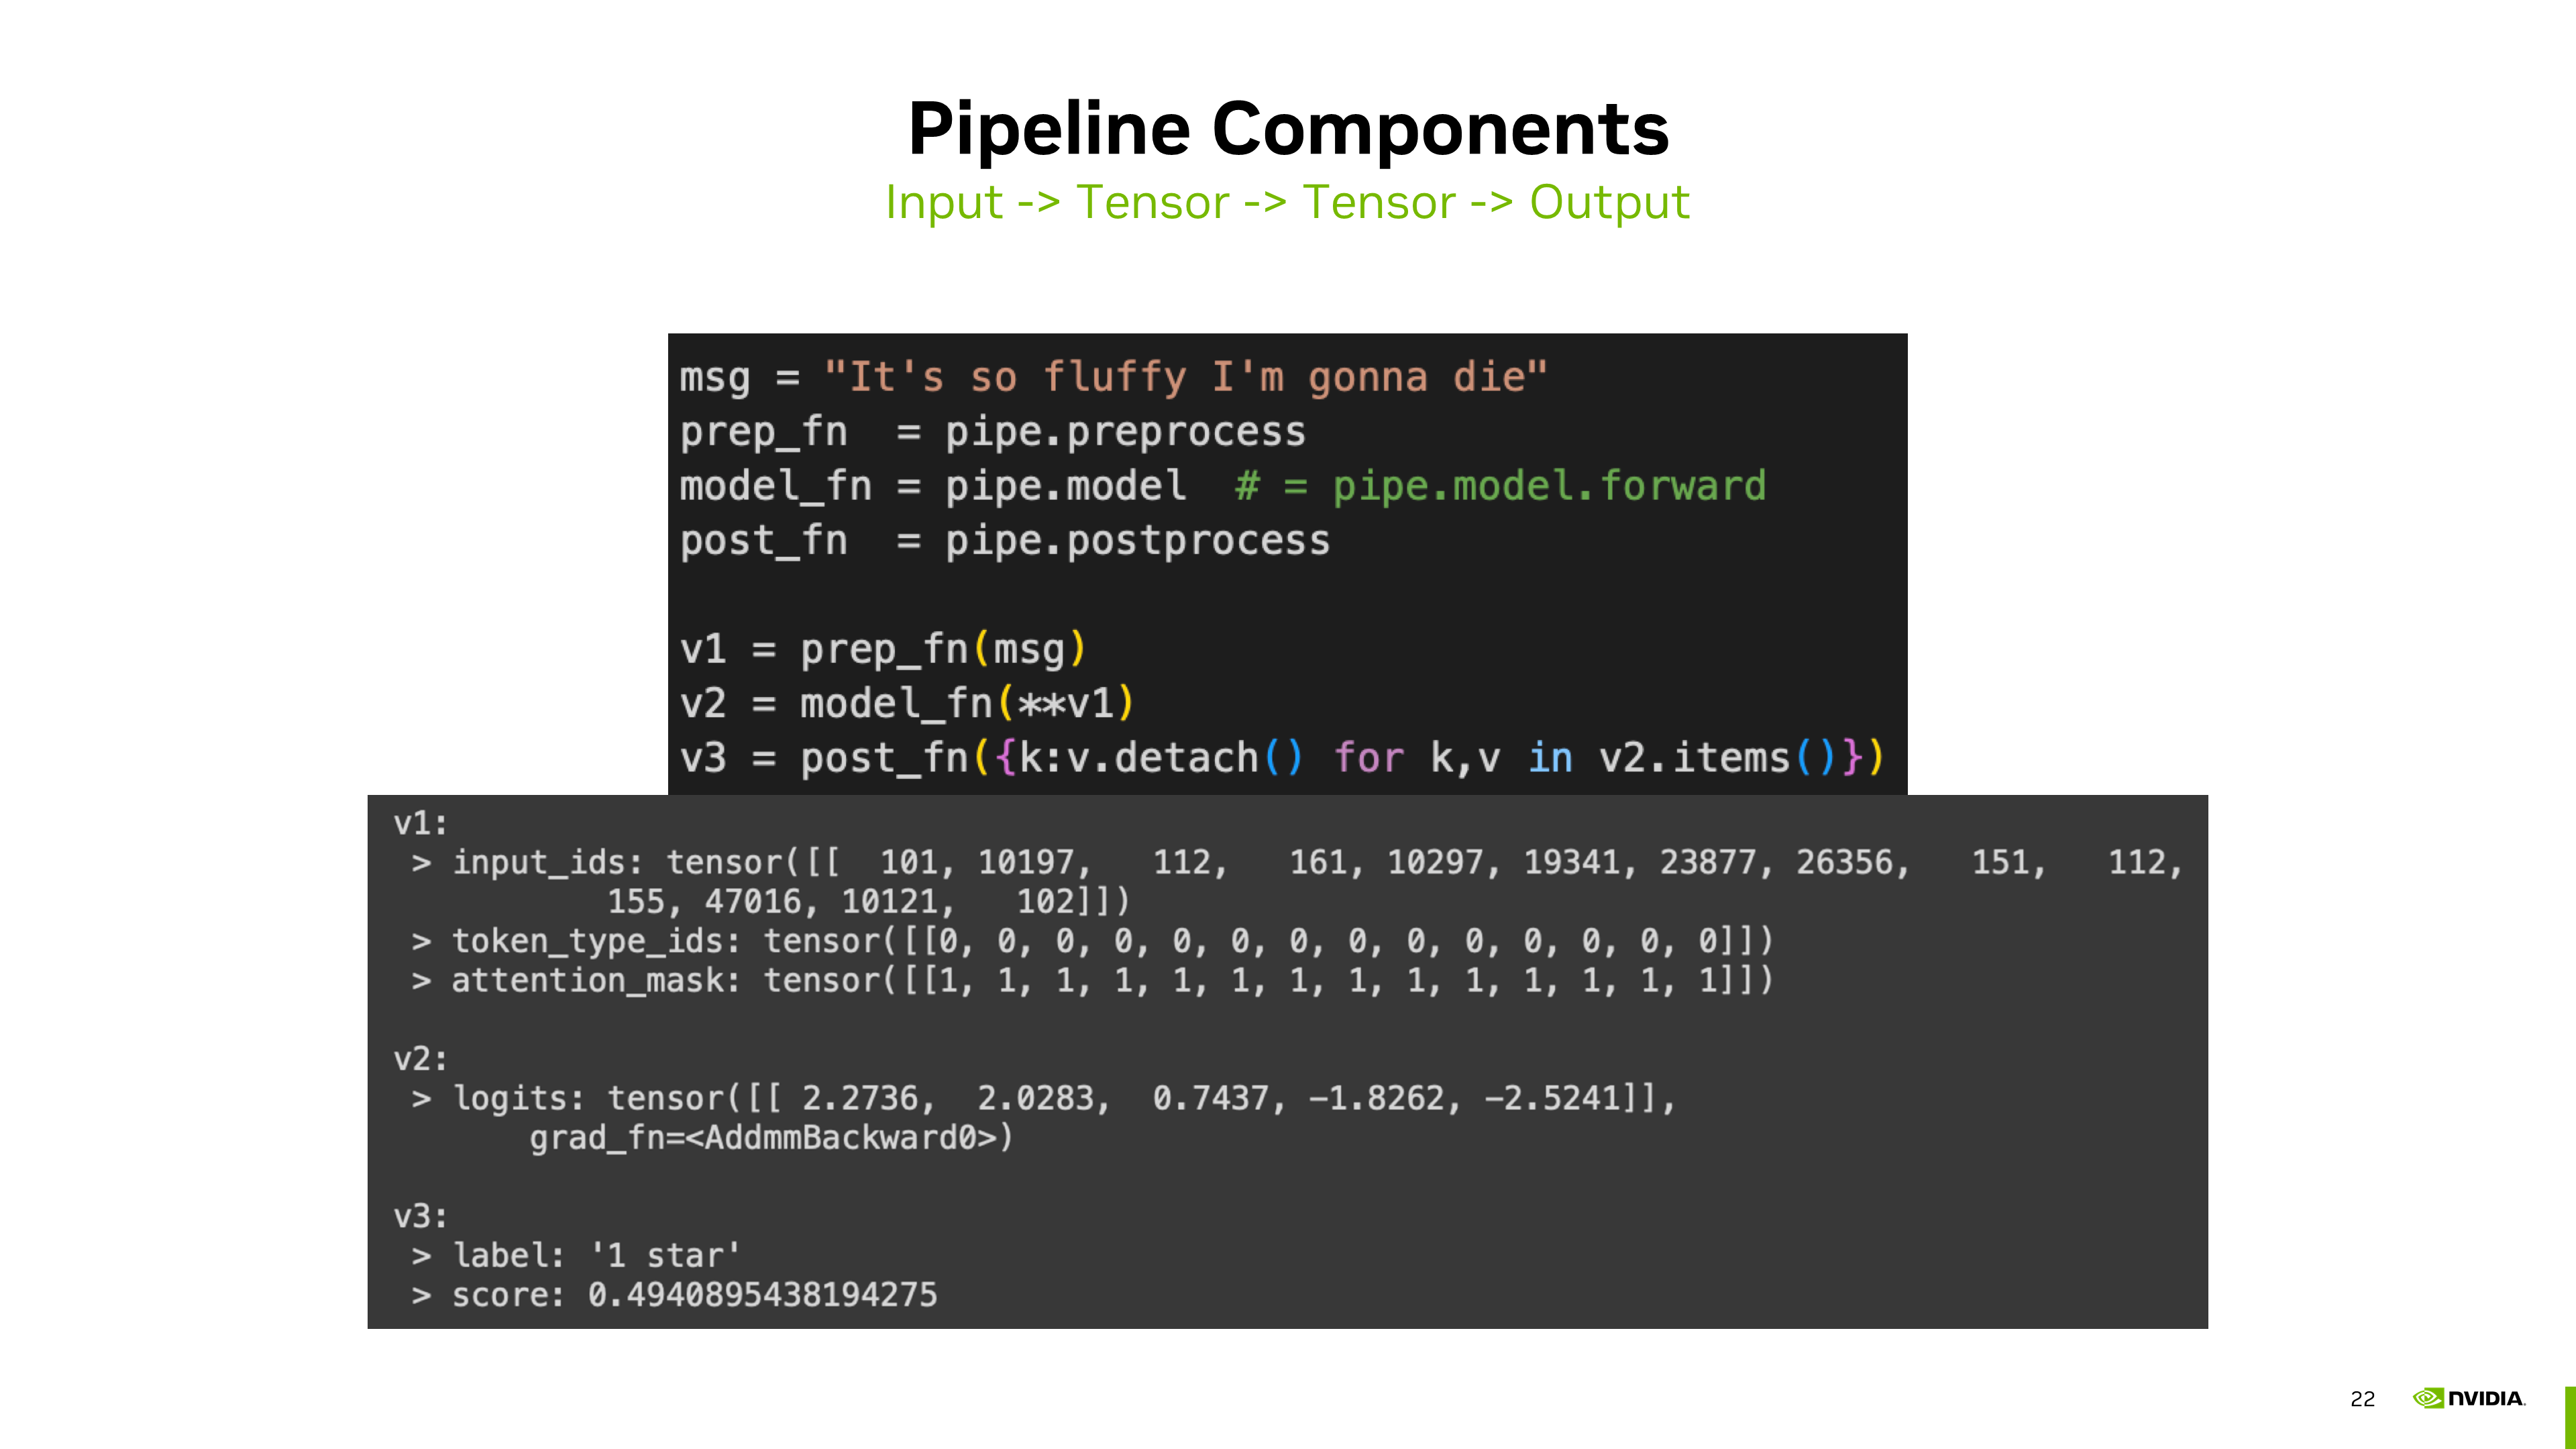 Pipeline Components
Input -> Tensor -> Tensor -> Output
msg = "It's so fluffy I'm gonna die"
prep_fn  = pipe.preprocess
model_fn = pipe.model  # = pipe.model.forward
post_fn  = pipe.postprocess
v1 = prep_fn(msg)
v2 = model_fn(**v1)
v3 = post_fn({k:v.detach() for k,v in v2.items()})
v1:
> input_ids: tensor([[  101, 10197,   112,   161, 10297, 19341, 23877, 26356,   151,   112,
155, 47016, 10121,   102]])
> token_type_ids: tensor([[0, 0, 0, 0, 0, 0, 0, 0, 0, 0, 0, 0, 0, 0]])
> attention_mask: tensor([[1, 1, 1, 1, 1, 1, 1, 1, 1, 1, 1, 1, 1, 1]])
v2:
> logits: tensor([[ 2.2736,  2.0283,  0.7437, −1.8262, −2.5241]],
grad_fn=<AddmmBackward0>)
v3:
> label: '1 star'
> score: 0.4940895438194275
22
NVIDIA.